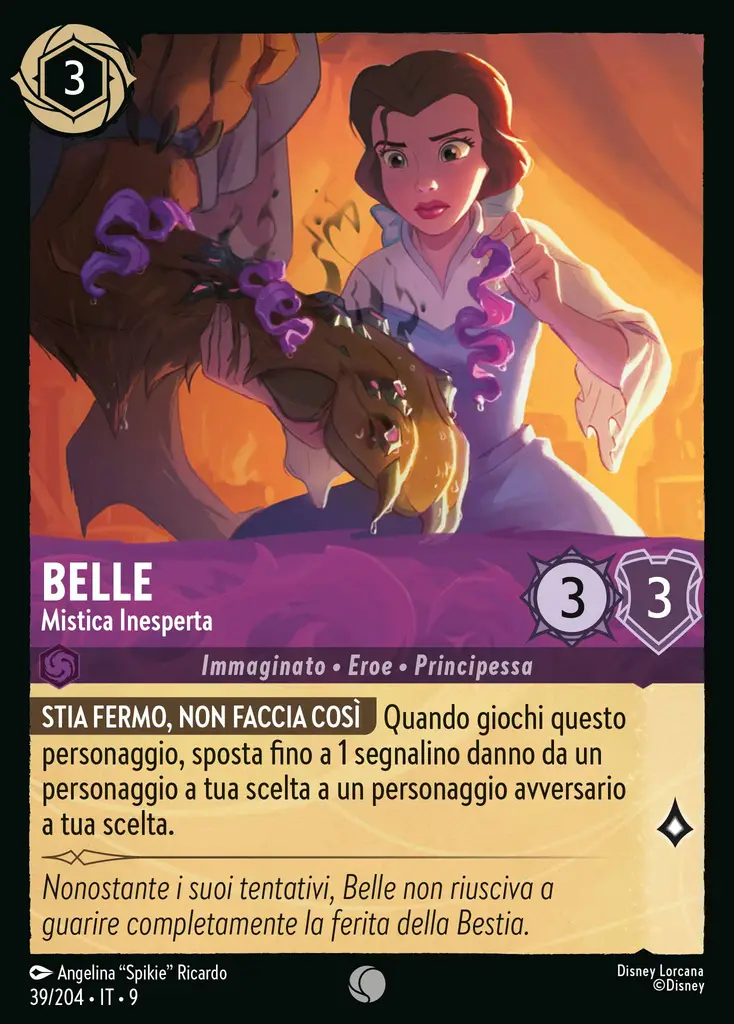 3
BELLE
Mistica Inesperta
3
3
Immaginato • Eroe • Principessa
STIA FERMO, NON FACCIA COSÌ Quando giochi questo
personaggio, sposta fino a 1 segnalino danno da un
personaggio a tua scelta a un personaggio avversario
a tua scelta.
Nonostante i suoi tentativi, Belle non riusciva a
guarire completamente la ferita della Bestia.
Angelina “Spikie” Ricardo
39/204 • IT • 9
Disney Lorcana
©Disney